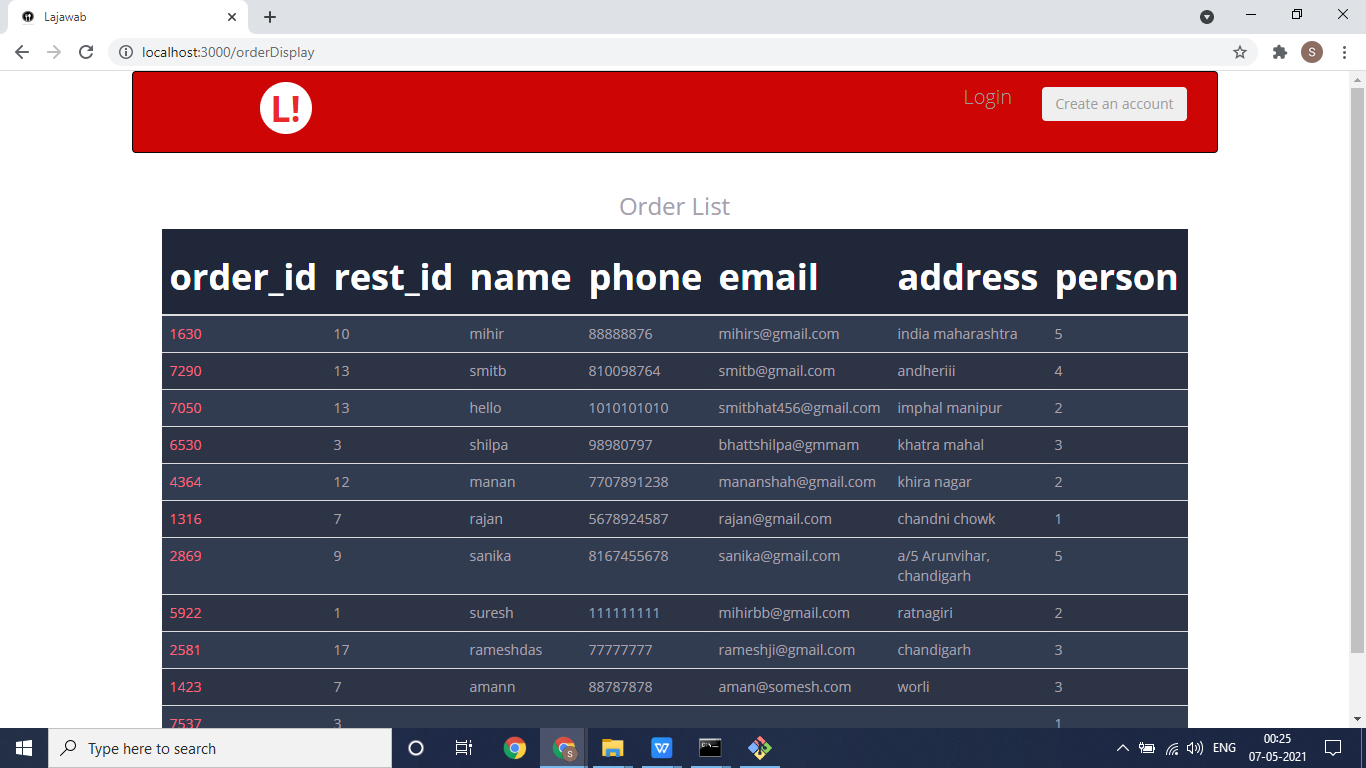 Lajawab
S
localhost:3000/orderDisplay
L!
Login
Create an account
Order List
order_id rest_id name phone email address person
1630 10 mihir 88888876 mihirs@gmail.com india maharashtra 5
7290 13 smitb 810098764 smitb@gmail.com andheriii 4
7050 13 hello 1010101010 smitbhat456@gmail.com imphal manipur 2
6530 3 shilpa 98980797 bhattshilpa@gmmam khatra mahal 3
4364 12 manan 7707891238 mananshah@gmail.com khira nagar 2
1316 7 rajan 5678924587 rajan@gmail.com chandni chowk 1
2869 9 sanika 8167455678 sanika@gmail.com a/5 Arunvihar, 5
chandigarh
5922 1 suresh 111111111 mihirbb@gmail.com ratnagiri 2
2581 17 rameshdas 77777777 rameshji@gmail.com chandigarh 3
1423 7 amann 88787878 aman@somesh.com worli 3
7537 3 1
Type here to search
S
W
ENG
00:25
07-05-2021